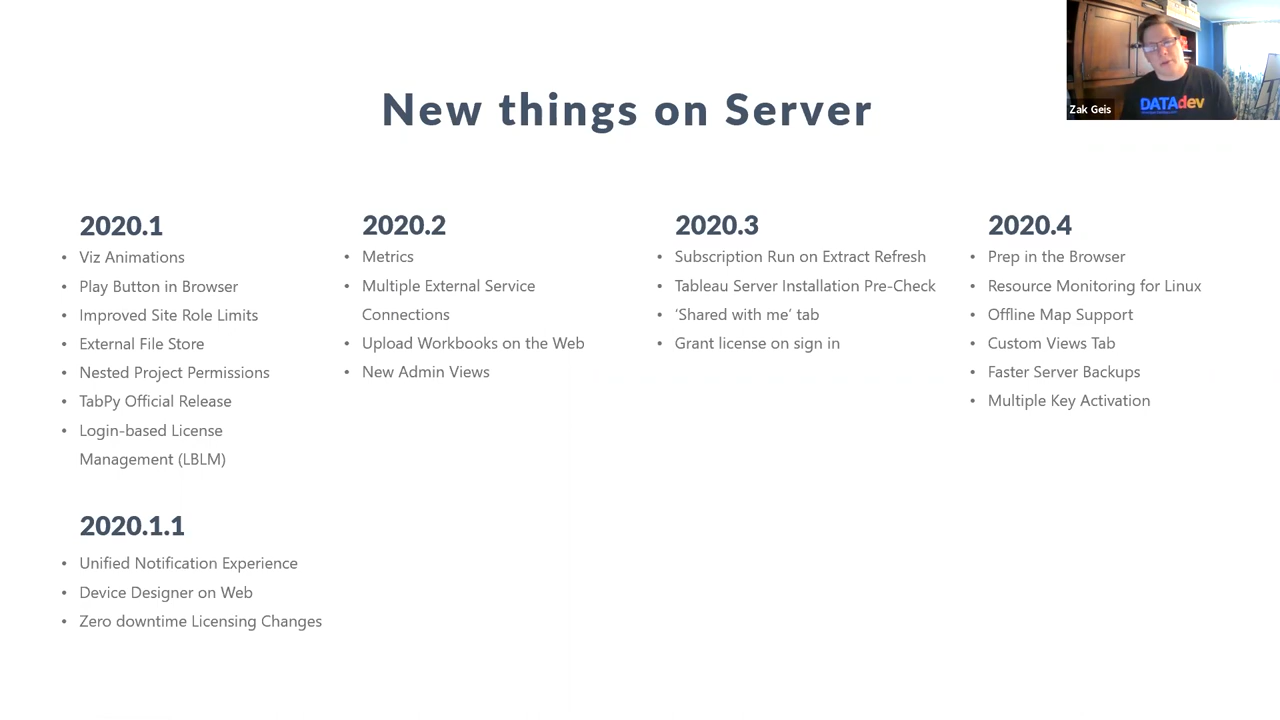 New things on Server
Zak Geis
DATAdev
2020.1
• Viz Animations
• Play Button in Browser
• Improved Site Role Limits
• External File Store
• Nested Project Permissions
• TabPy Official Release
• Login-based License
Management (LBLM)
2020.1.1
• Unified Notification Experience
• Device Designer on Web
• Zero downtime Licensing Changes
2020.2
• Metrics
• Multiple External Service
Connections
• Upload Workbooks on the Web
• New Admin Views
2020.3
• Subscription Run on Extract Refresh
• Tableau Server Installation Pre-Check
• ‘Shared with me’ tab
• Grant license on sign in
2020.4
• Prep in the Browser
• Resource Monitoring for Linux
• Offline Map Support
• Custom Views Tab
• Faster Server Backups
• Multiple Key Activation